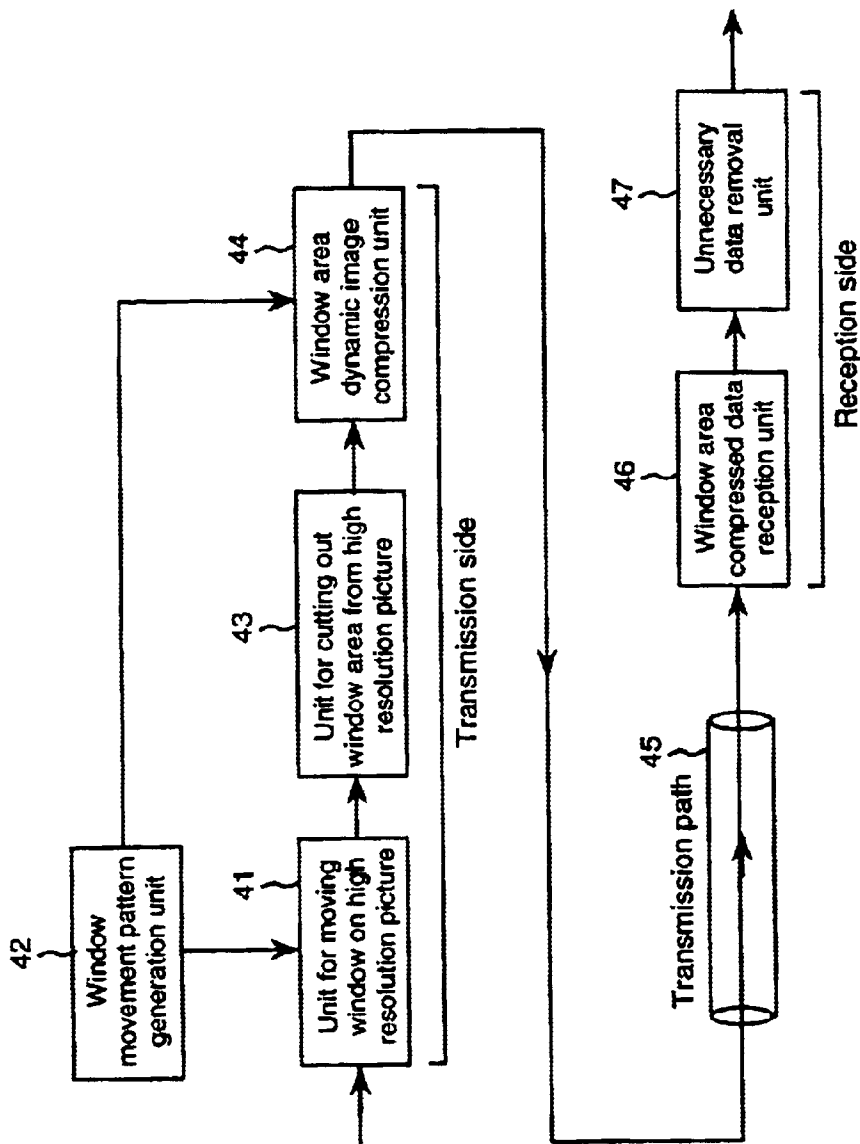 42
Window
movement pattern
generation unit
41
Unit for moving
window on high
resolution picture
43
Unit for cutting out
window area from high
resolution picture
44
Window area
dynamic image
compression unit
Transmission side
Transmission path
45
46
Window area
compressed data
reception unit
47
Unnecessary
data removal
unit
Reception side